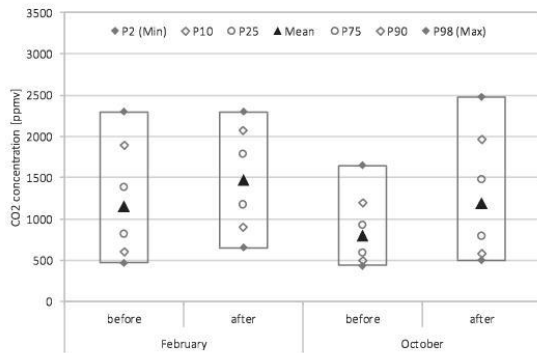 3500
P2 (Min) P10 P25 Mean P75 P90 P98 (Max)
3000
2500
2000
1500
1000
500
0
CO2 concentration [ppmv]
before after before after
February October